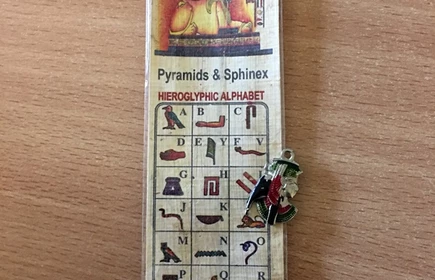 Pyramids & Sphinex
HIEROGLYPHIC ALPHABET
A B C
D E Y F V
G H I
J K L
M N O
P Q R